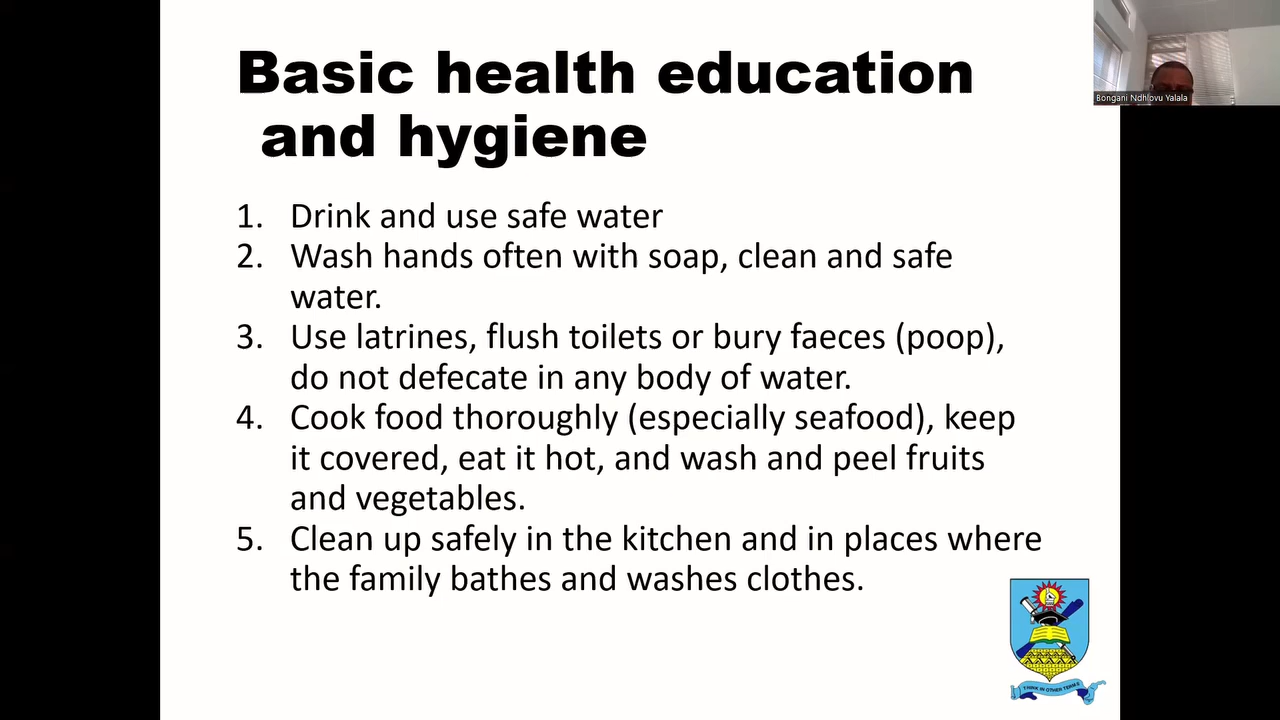 Basic health education
and hygiene
Bongani Ndhlovu Yalala
1. Drink and use safe water
2. Wash hands often with soap, clean and safe
water.
3. Use latrines, flush toilets or bury faeces (poop),
do not defecate in any body of water.
4. Cook food thoroughly (especially seafood), keep
it covered, eat it hot, and wash and peel fruits
and vegetables.
5. Clean up safely in the kitchen and in places where
the family bathes and washes clothes.
THINK IN OTHER TERMS